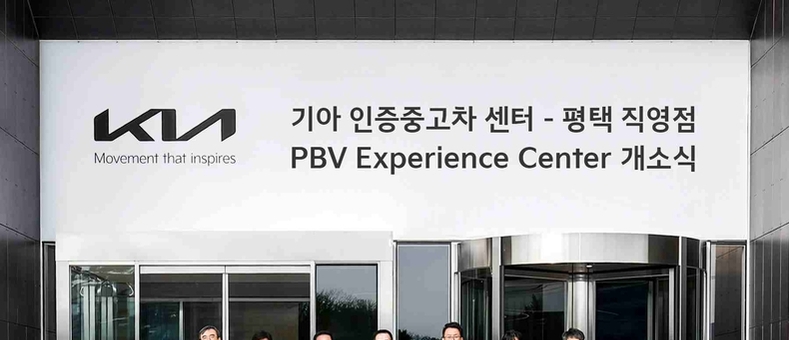 KIA
Movement that inspires
기아 인증중고차 센터 - 평택 직영점
PBV Experience Center 개소식